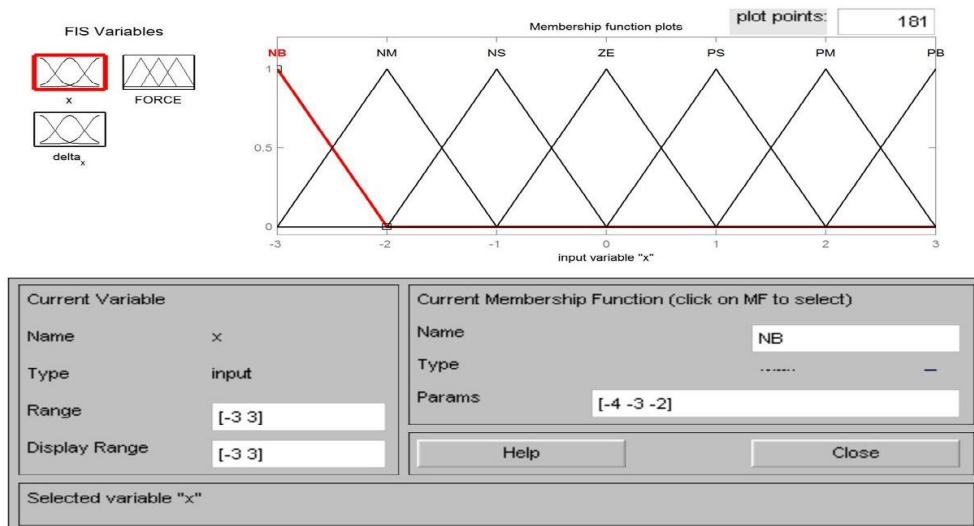 FIS Variables
x
FORCE
delta_x
Membership function plots
plot points: 181
NB NM NS ZE PS PM PB
1
0.5
0
-3 -2 -1 0 1 2 3
input variable "x"
Current Variable
Name x
Type input
Range [-3 3]
Display Range [-3 3]
Current Membership Function (click on MF to select)
Name NB
Type
Params [-4 -3 -2]
Help Close
Selected variable "x"